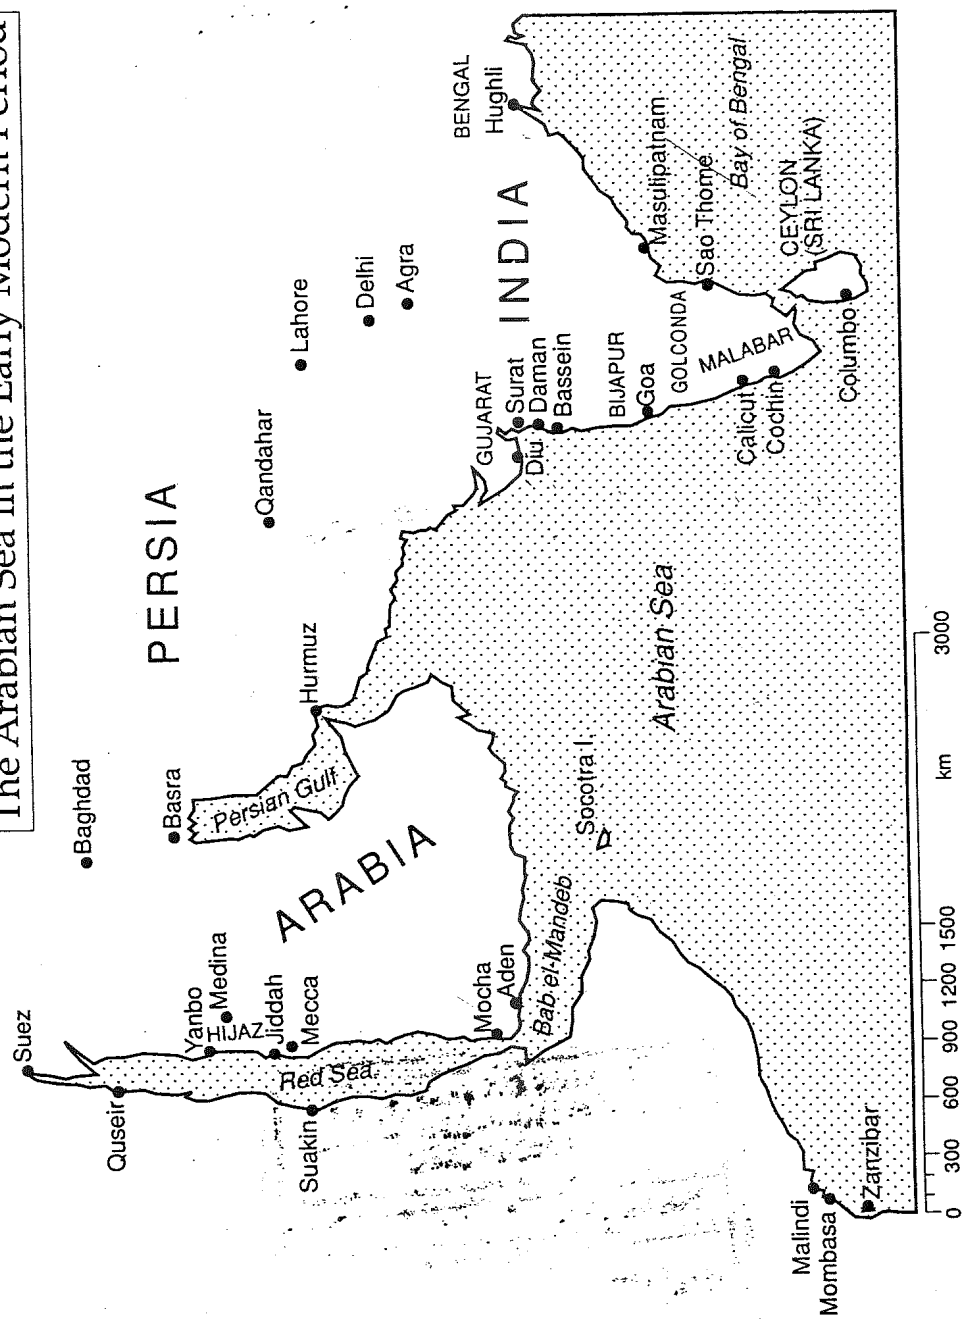 The Arabian Sea in the Early Modern Period
Suez
Baghdad
Quseir
Basra
PERSIA
Yanbo
Medina
HIJAZ
Jiddah
Mecca
Red Sea
Suakin
Persian Gulf
Hurmuz
Qandahar
Lahore
Delhi
Agra
ARABIA
BENGAL
Hughli
INDIA
GUJARAT
Surat
Diu
Daman
Bassein
Mocha
Aden
Bab el-Mandeb
Socotra I
BIJAPUR
Goa
Masulipatnam
GOLCONDA
Sao Thome
Bay of Bengal
Arabian Sea
MALABAR
Calicut
Cochin
CEYLON
(SRI LANKA)
Columbo
Malindi
Mombasa
Zanzibar
0 300 600 900 1200 1500 km 3000